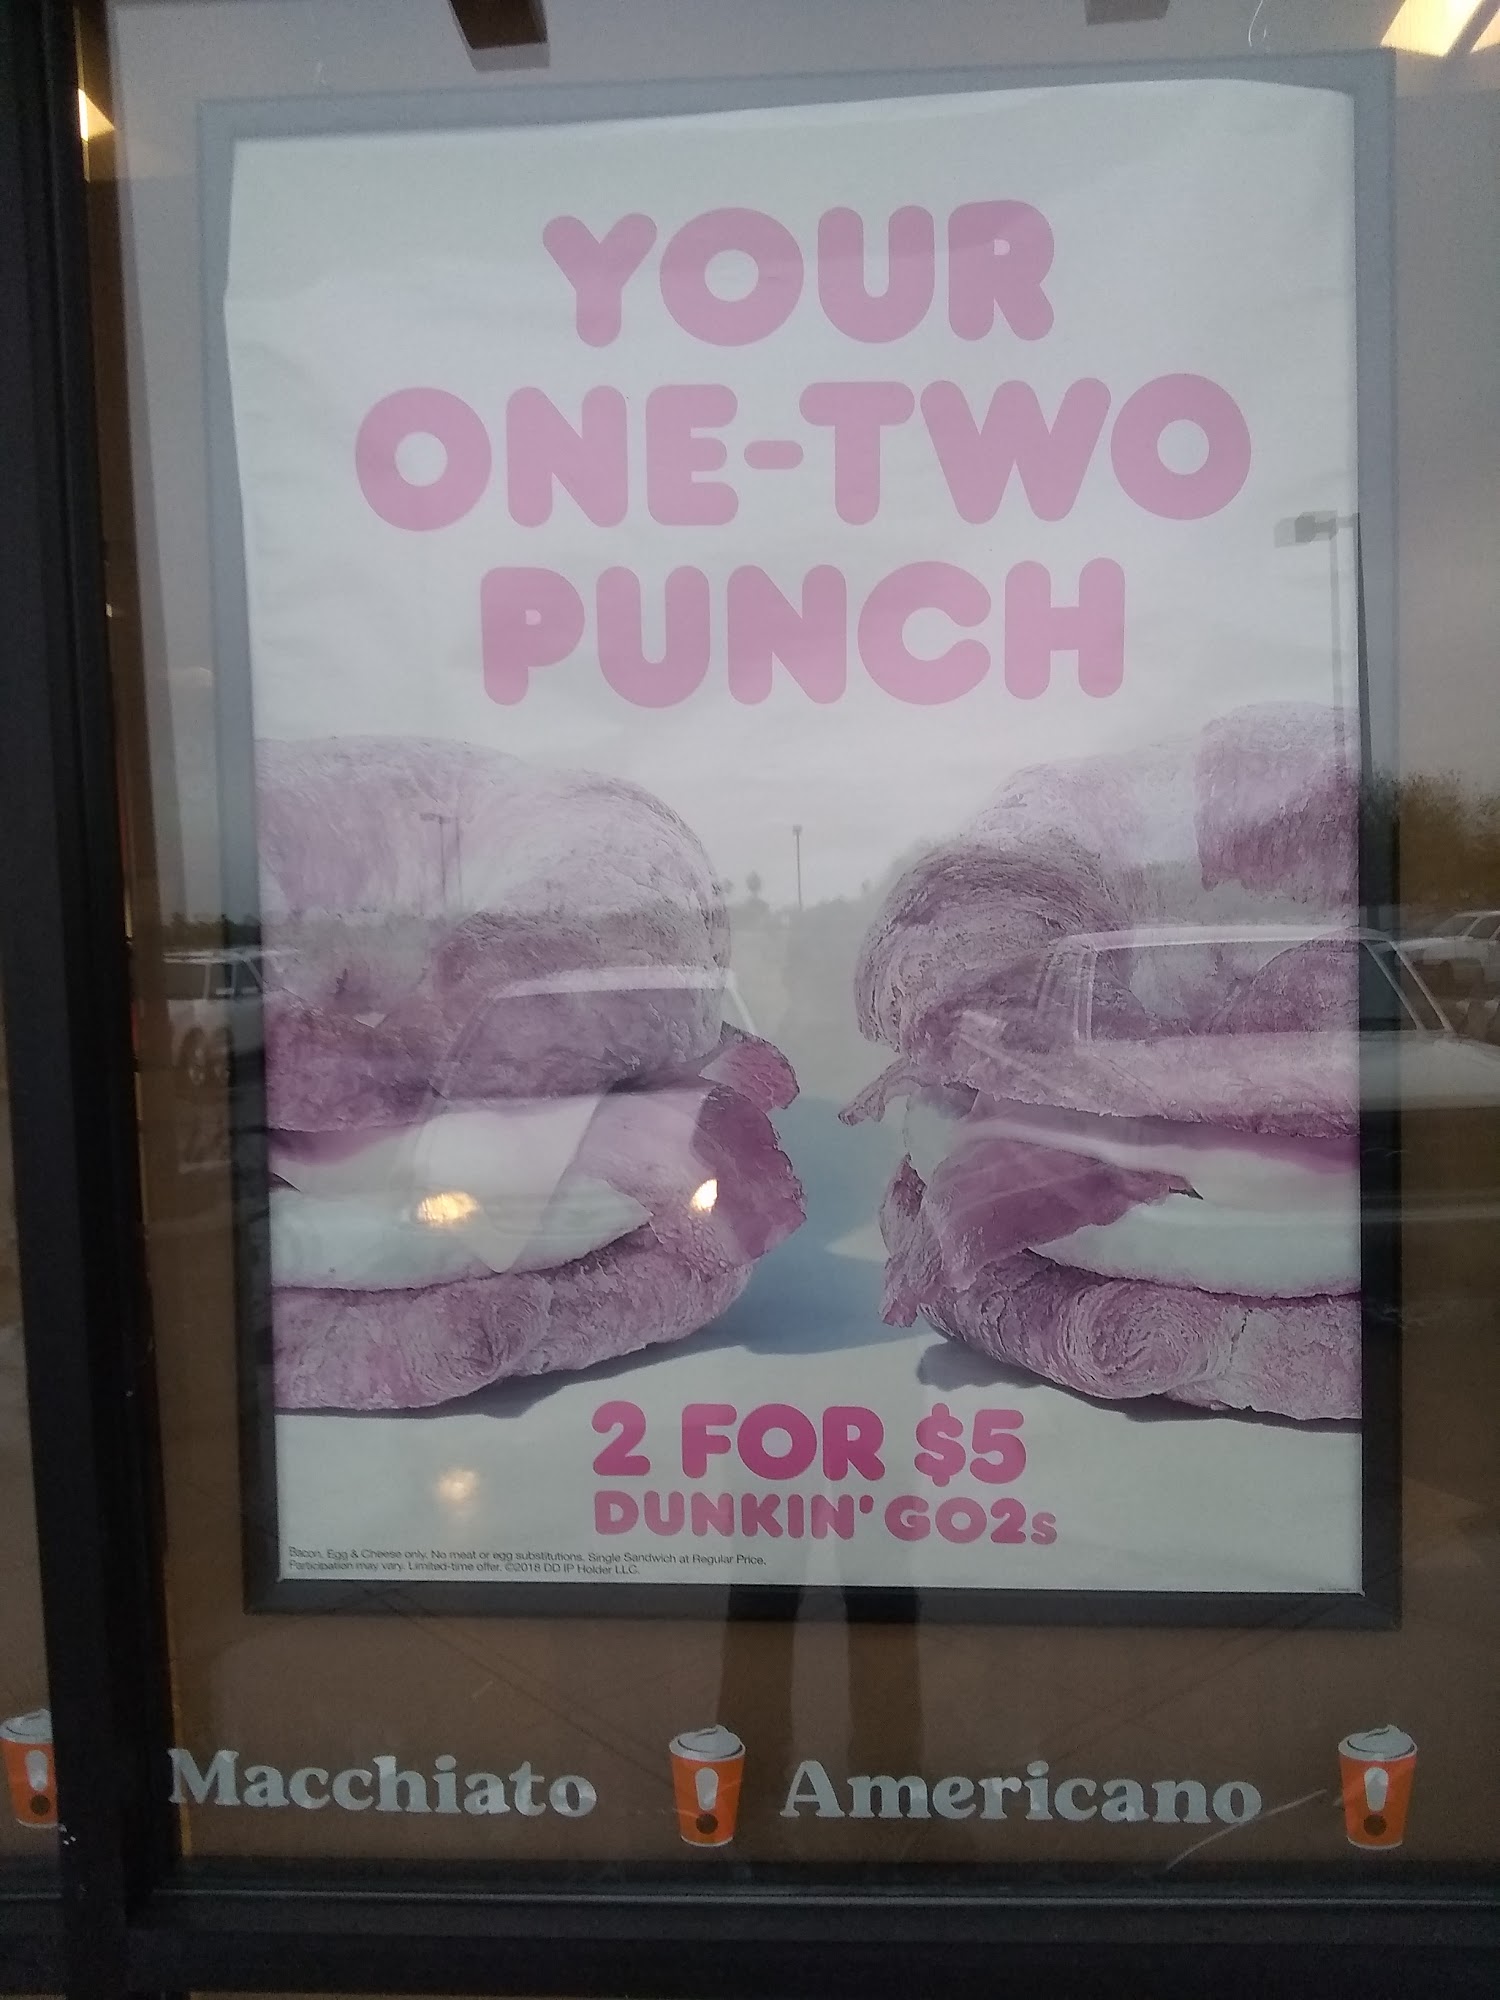 YOUR
ONE-TWO
PUNCH
2 FOR $5
DUNKIN' GO2s
Bacon, Egg & Cheese only. No meat or egg substitutions. Single Sandwich at Regular Price.
Participation may vary. Limited-time offer. ©2018 DD IP Holder LLC.
Macchiato Americano